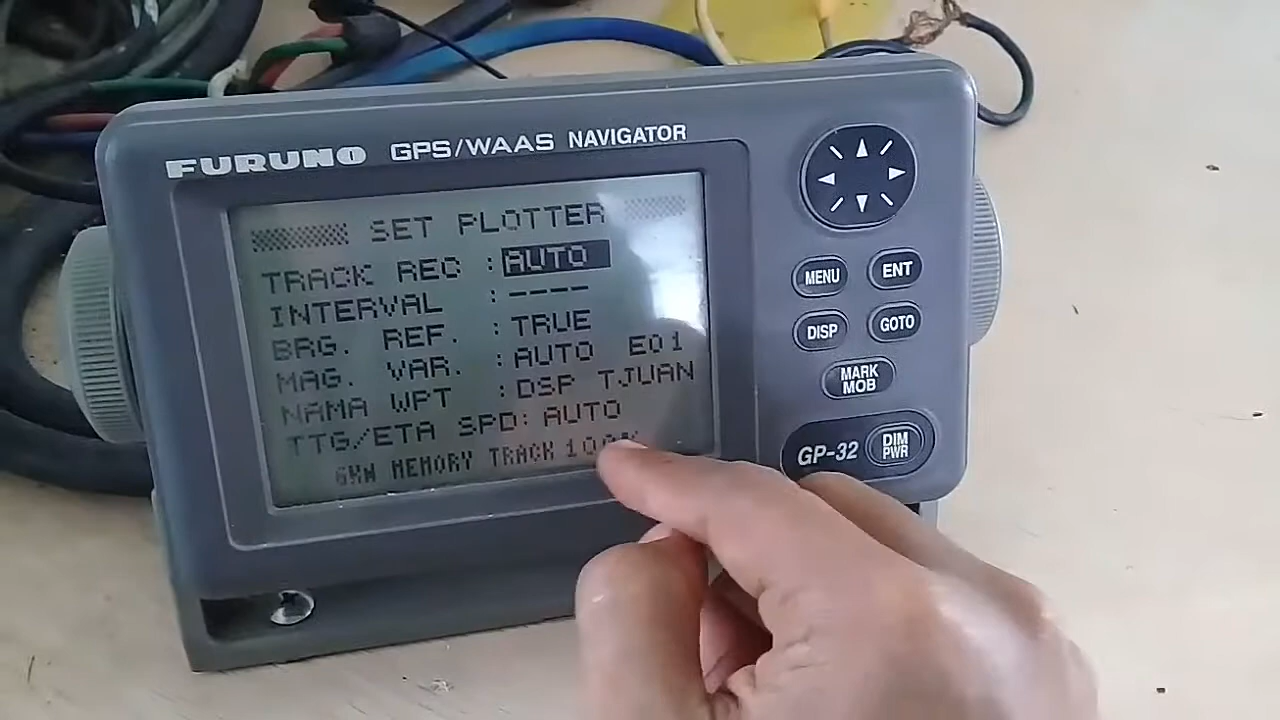 FURUNO GPS/WAAS NAVIGATOR
SET PLOTTER
TRACK REC : AUTO
INTERVAL : ----
BRG. REF. : TRUE
MAG. VAR. : AUTO E01
NAMA WPT : DSP TJUAN
TTG/ETA SPD: AUTO
MEMORY TRACK
MENU
ENT
DISP
GOTO
MARK
MOB
GP-32
DIM
PWR